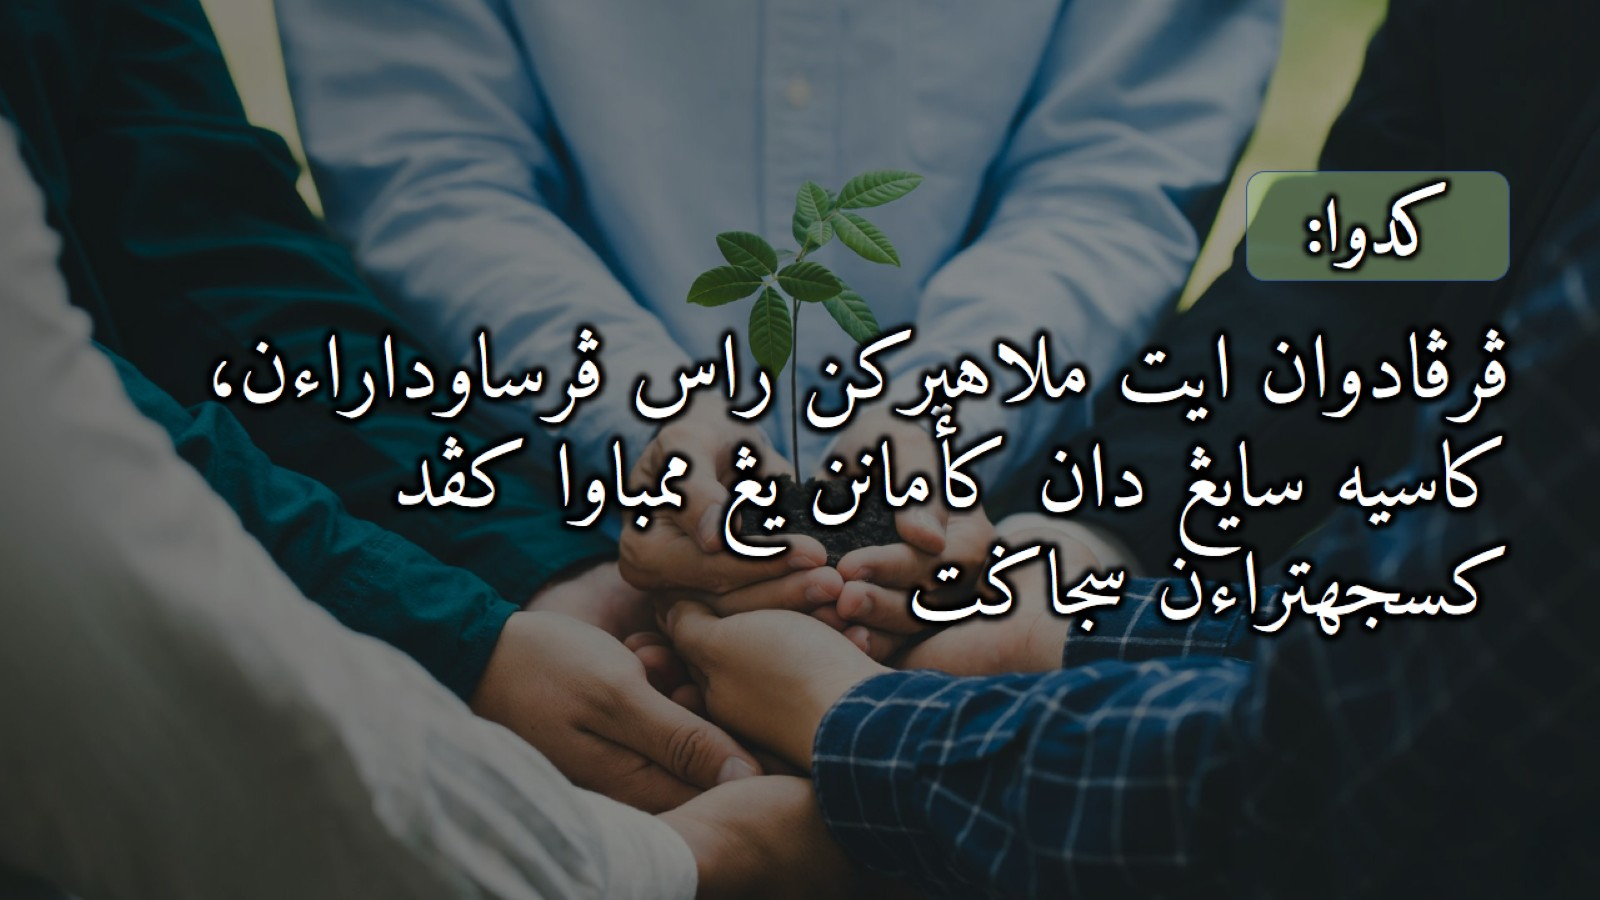 كدوا:
ڤرڤادوان ايت ملاهيركن راس ڤرساوداراءن،
كاسيه سايڠ دان كأمانن يڠ ممباوا كڤد
كسجهتراءن سجاݢت